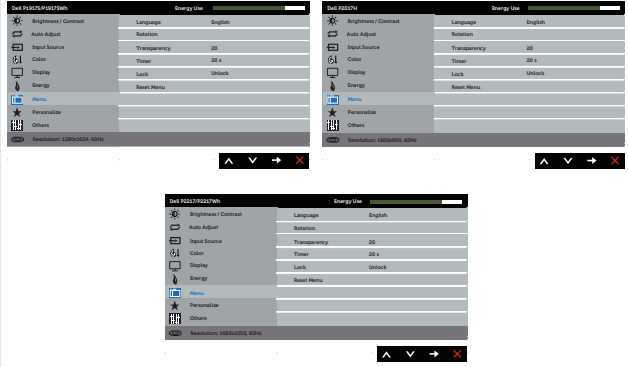 Dell P1917S/P1917SWh Energy Use
Brightness / Contrast Language English
Auto Adjust Rotation
Input Source Transparency 20
Color Timer 20 s
Display Lock Unlock
Energy Reset Menu
Menu
Personalize
Others
Resolution: 1280x1024, 60Hz
Dell P2017H Energy Use
Brightness / Contrast Language English
Auto Adjust Rotation
Input Source Transparency 20
Color Timer 20 s
Display Lock Unlock
Energy Reset Menu
Menu
Personalize
Others
Resolution: 1600x900, 60Hz
Dell P2217/P2217Wh Energy Use
Brightness / Contrast Language English
Auto Adjust Rotation
Input Source Transparency 20
Color Timer 20 s
Display Lock Unlock
Energy Reset Menu
Menu
Personalize
Others
Resolution: 1680x1050, 60Hz